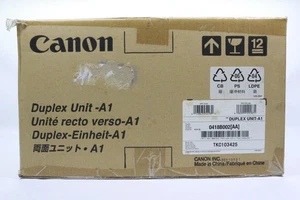 Canon
12
CB
PS
LDPE
Duplex Unit -A1
Unité recto verso-A1
Duplex-Einheit-A1
両面ユニット・A1
DUPLEX UNIT-A1
0418B002[AA]
TKC103425
CANON INC.
Made in China/Fabriqué en Chine